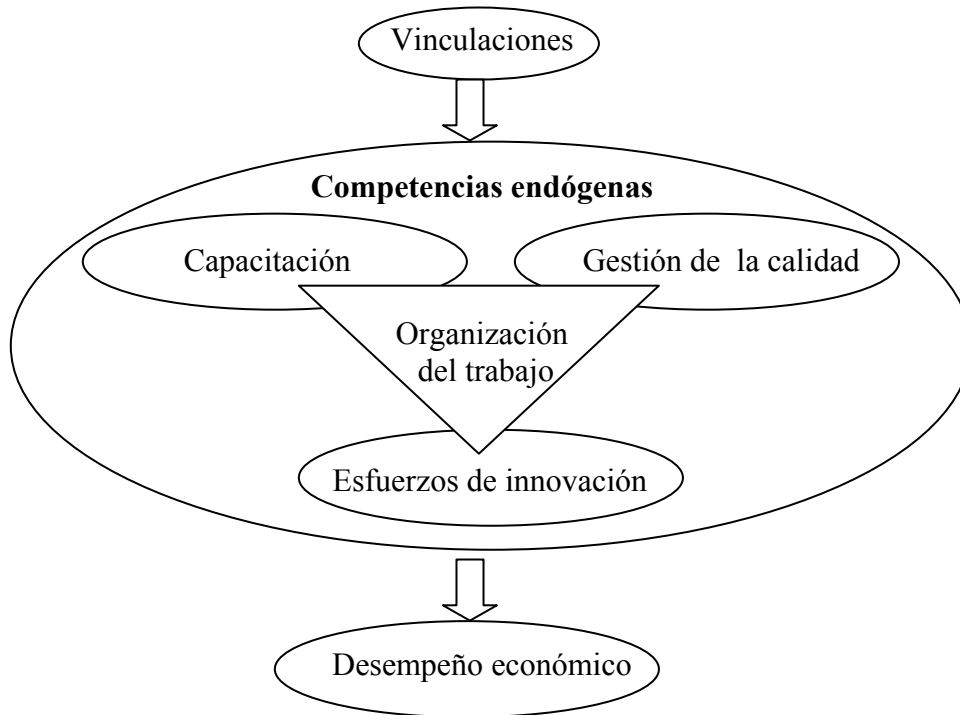 Vinculaciones
Competencias endógenas
Capacitación
Gestión de la calidad
Organización
del trabajo
Esfuerzos de innovación
Desempeño económico